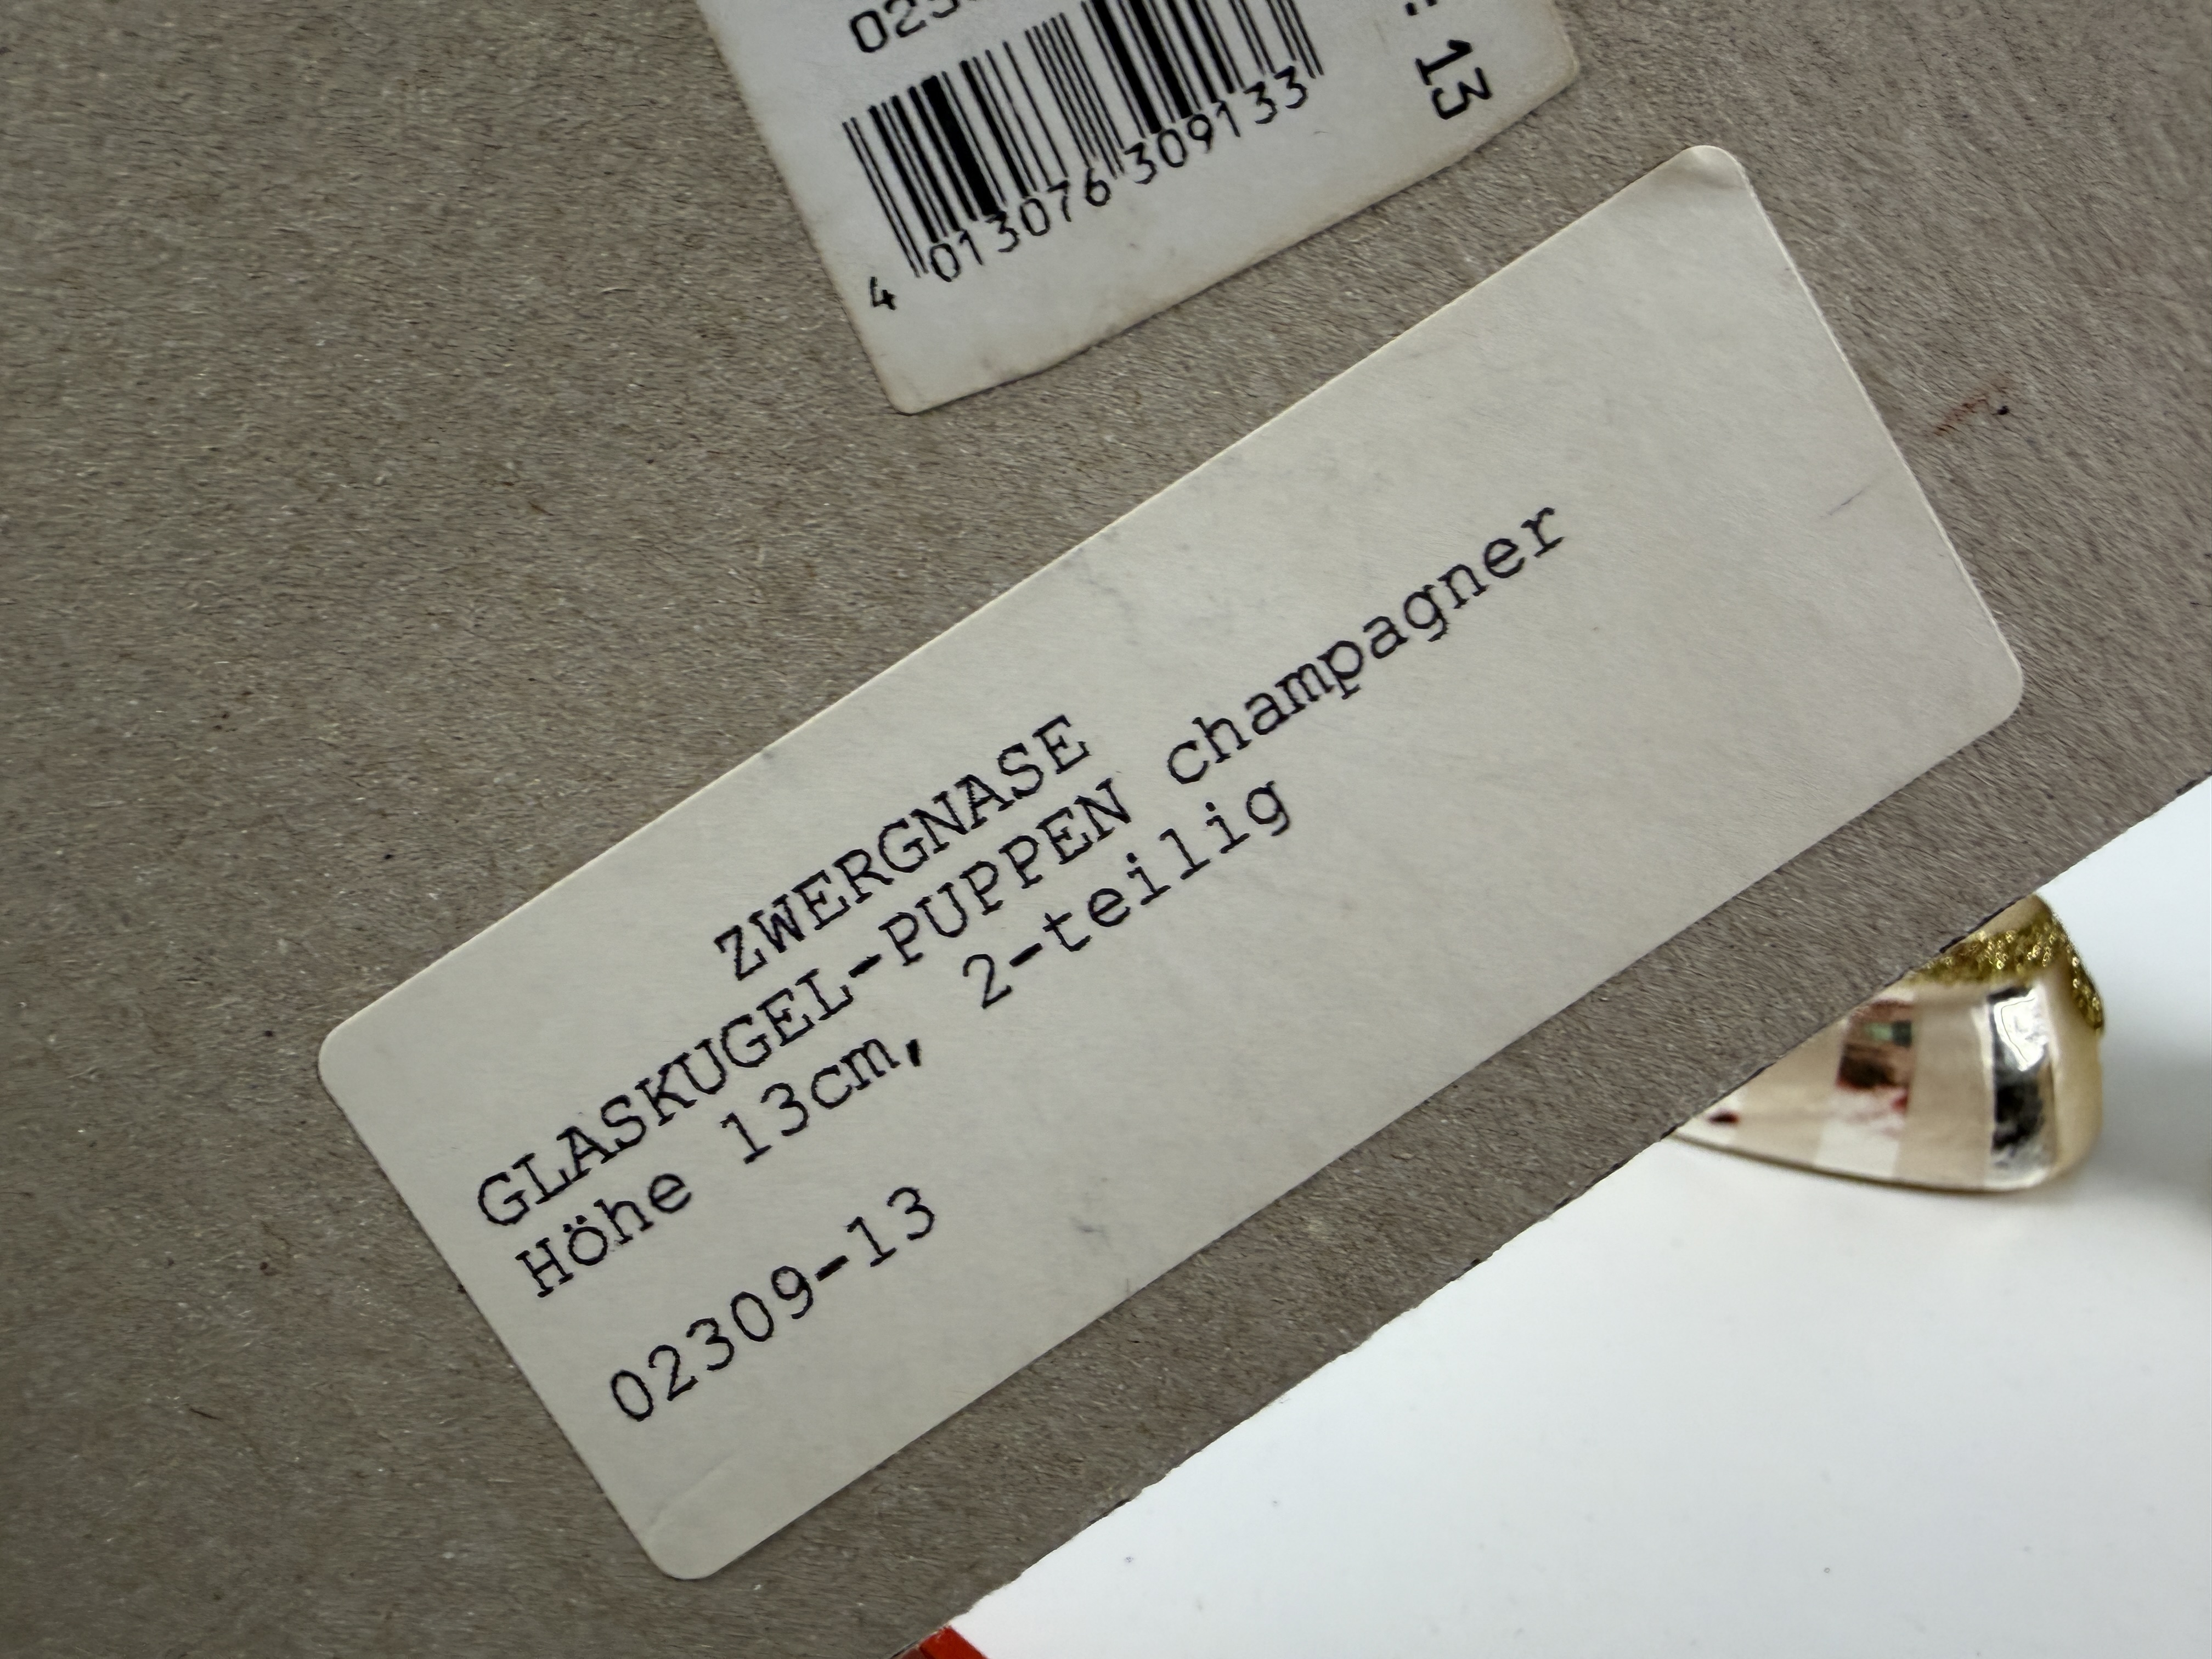 : 13
4 013076 309133
ZWERGNASE
GLASKUGEL-PUPPEN champagner
Höhe 13cm, 2-teilig
02309-13